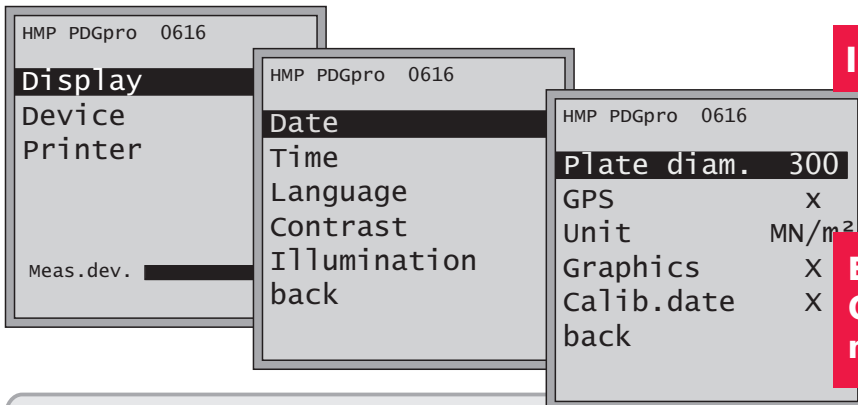 HMP PDGpro 0616
Display
Device
Printer
Meas.dev.
HMP PDGpro 0616
Date
Time
Language
Contrast
Illumination
back
HMP PDGpro 0616
Plate diam. 300
GPS x
Unit MN/m²
Graphics x
Calib.date x
back